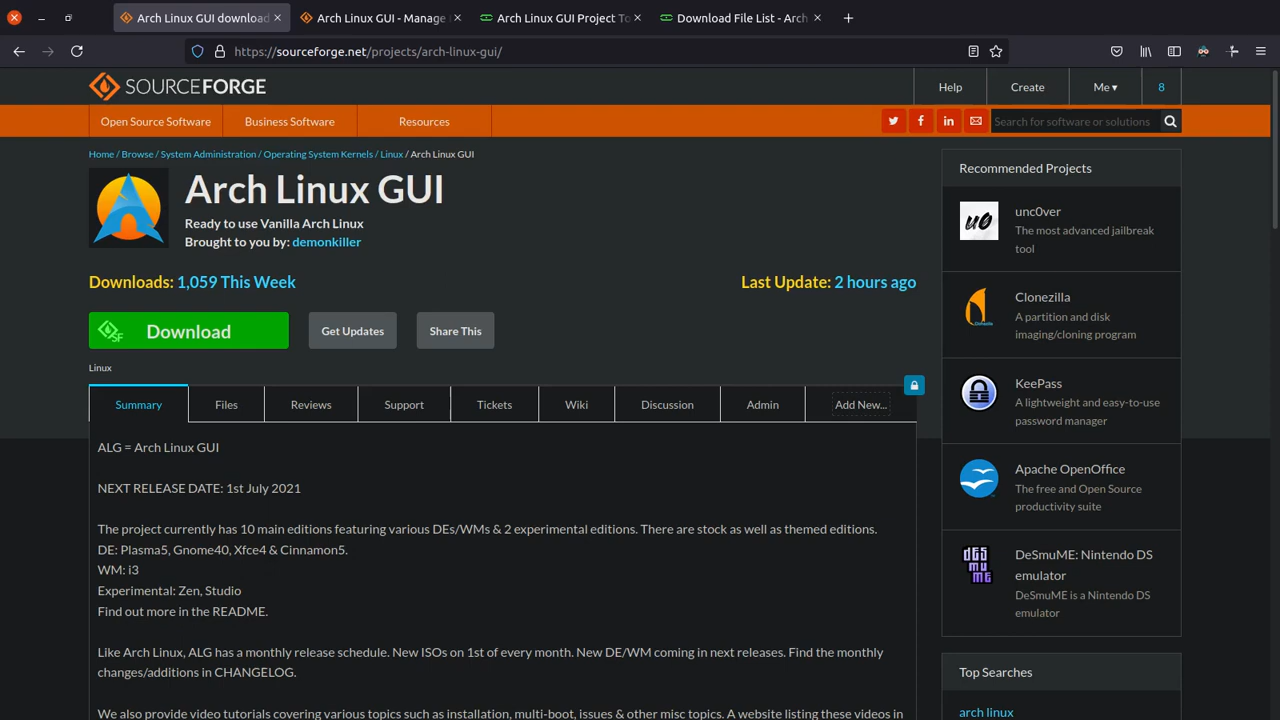 Arch Linux GUI download
Arch Linux GUI - Manage
Arch Linux GUI Project To
Download File List - Arch
https://sourceforge.net/projects/arch-linux-gui/
SOURCEFORGE
Help
Create
Me ▾
8
Open Source Software
Business Software
Resources
Search for software or solutions
Home / Browse / System Administration / Operating System Kernels / Linux / Arch Linux GUI
Arch Linux GUI
Ready to use Vanilla Arch Linux
Brought to you by: demonkiller
Downloads: 1,059 This Week
Last Update: 2 hours ago
SF
Download
Get Updates
Share This
Linux
Summary
Files
Reviews
Support
Tickets
Wiki
Discussion
Admin
Add New...
ALG = Arch Linux GUI
NEXT RELEASE DATE: 1st July 2021
The project currently has 10 main editions featuring various DEs/WMs & 2 experimental editions. There are stock as well as themed editions.
DE: Plasma5, Gnome40, Xfce4 & Cinnamon5.
WM: i3
Experimental: Zen, Studio
Find out more in the README.
Like Arch Linux, ALG has a monthly release schedule. New ISOs on 1st of every month. New DE/WM coming in next releases. Find the monthly
changes/additions in CHANGELOG.
We also provide video tutorials covering various topics such as installation, multi-boot, issues & other misc topics. A website listing these videos in
Recommended Projects
u0
unc0ver
The most advanced jailbreak
tool
Clonezilla
A partition and disk
imaging/cloning program
KeePass
A lightweight and easy-to-use
password manager
Apache OpenOffice
The free and Open Source
productivity suite
des
mu
me
DeSmuME: Nintendo DS
emulator
DeSmuME is a Nintendo DS
emulator
Top Searches
arch linux